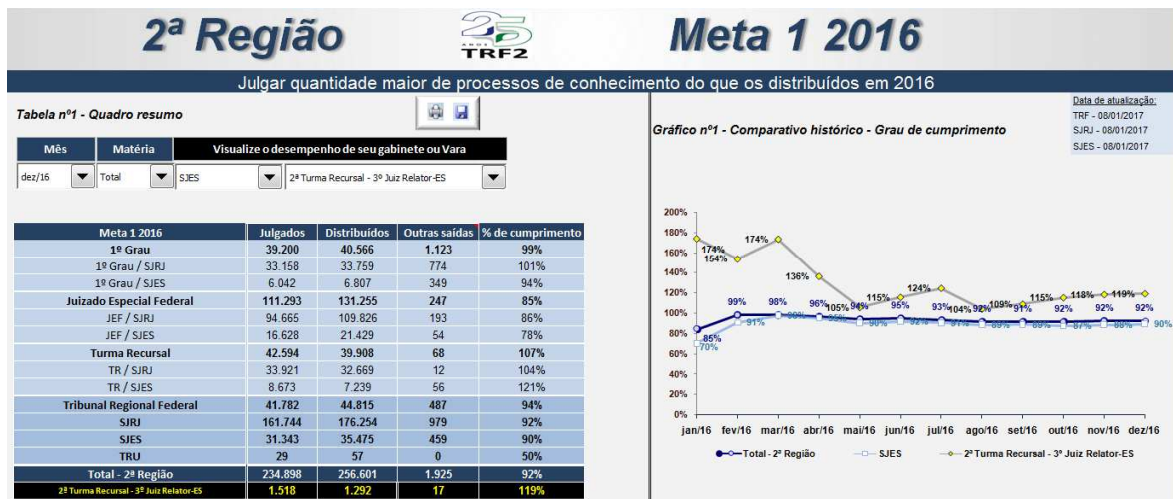 2ª Região
25
ANOS
TRF2
Meta 1 2016
Julgar quantidade maior de processos de conhecimento do que os distribuídos em 2016
Tabela nº1 - Quadro resumo
Mês Matéria Visualize o desempenho de seu gabinete ou Vara
dez/16 Total SJES 2ª Turma Recursal - 3º Juiz Relator-ES
Meta 1 2016 Julgados Distribuídos Outras saídas % de cumprimento
1º Grau 39.200 40.566 1.123 99%
1º Grau / SJRJ 33.158 33.759 774 101%
1º Grau / SJES 6.042 6.807 349 94%
Juizado Especial Federal 111.293 131.255 247 85%
JEF / SJRJ 94.665 109.826 193 86%
JEF / SJES 16.628 21.429 54 78%
Turma Recursal 42.594 39.908 68 107%
TR / SJRJ 33.921 32.669 12 104%
TR / SJES 8.673 7.239 56 121%
Tribunal Regional Federal 41.782 44.815 487 94%
SJRJ 161.744 176.254 979 92%
SJES 31.343 35.475 459 90%
TRU 29 57 0 50%
Total - 2ª Região 234.898 256.601 1.925 92%
2ª Turma Recursal - 3º Juiz Relator-ES 1.518 1.292 17 119%
Data de atualização:
TRF - 08/01/2017
SJRJ - 08/01/2017
SJES - 08/01/2017
Gráfico nº1 - Comparativo histórico - Grau de cumprimento
200%
180%
160%
140%
120%
100%
80%
60%
40%
20%
0%
174% 154% 174% 136% 105% 115% 124% 104% 109% 115% 118% 119%
85% 99% 98% 96% 94% 95% 93% 92% 91% 92% 92% 92%
70% 91% 90% 92% 91% 89% 89% 87% 88% 90%
jan/16 fev/16 mar/16 abr/16 mai/16 jun/16 jul/16 ago/16 set/16 out/16 nov/16 dez/16
Total - 2ª Região SJES 2ª Turma Recursal - 3º Juiz Relator-ES